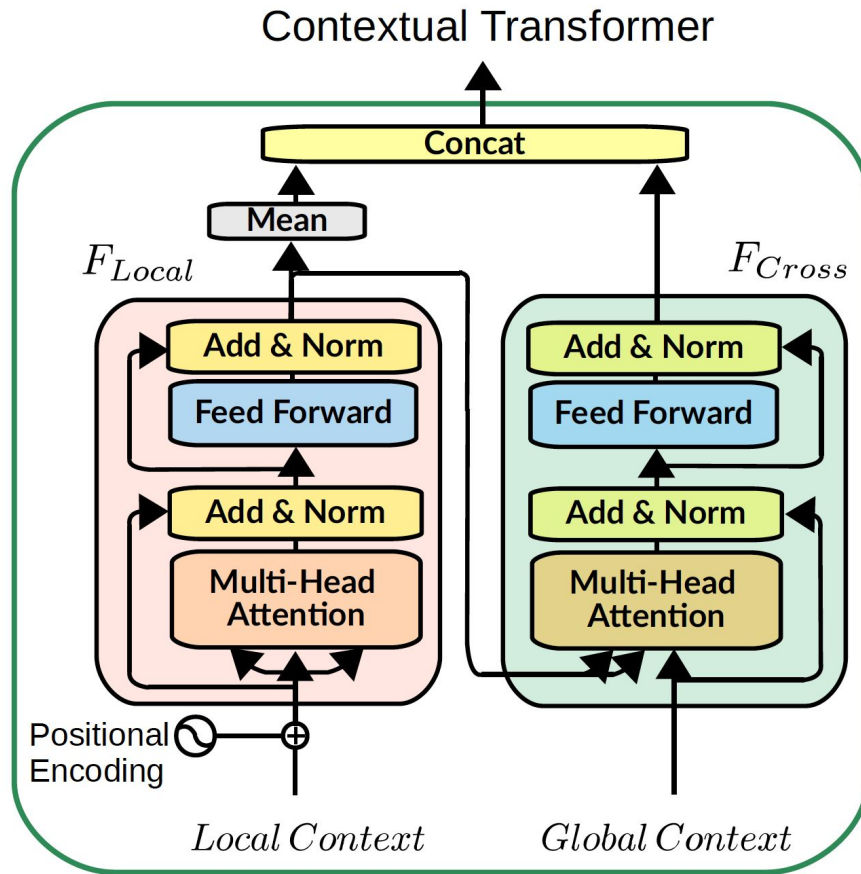 Contextual Transformer
Concat
Mean
F_Local
F_Cross
Add & Norm
Feed Forward
Add & Norm
Multi-Head
Attention
Add & Norm
Feed Forward
Add & Norm
Multi-Head
Attention
Positional
Encoding
Local Context
Global Context